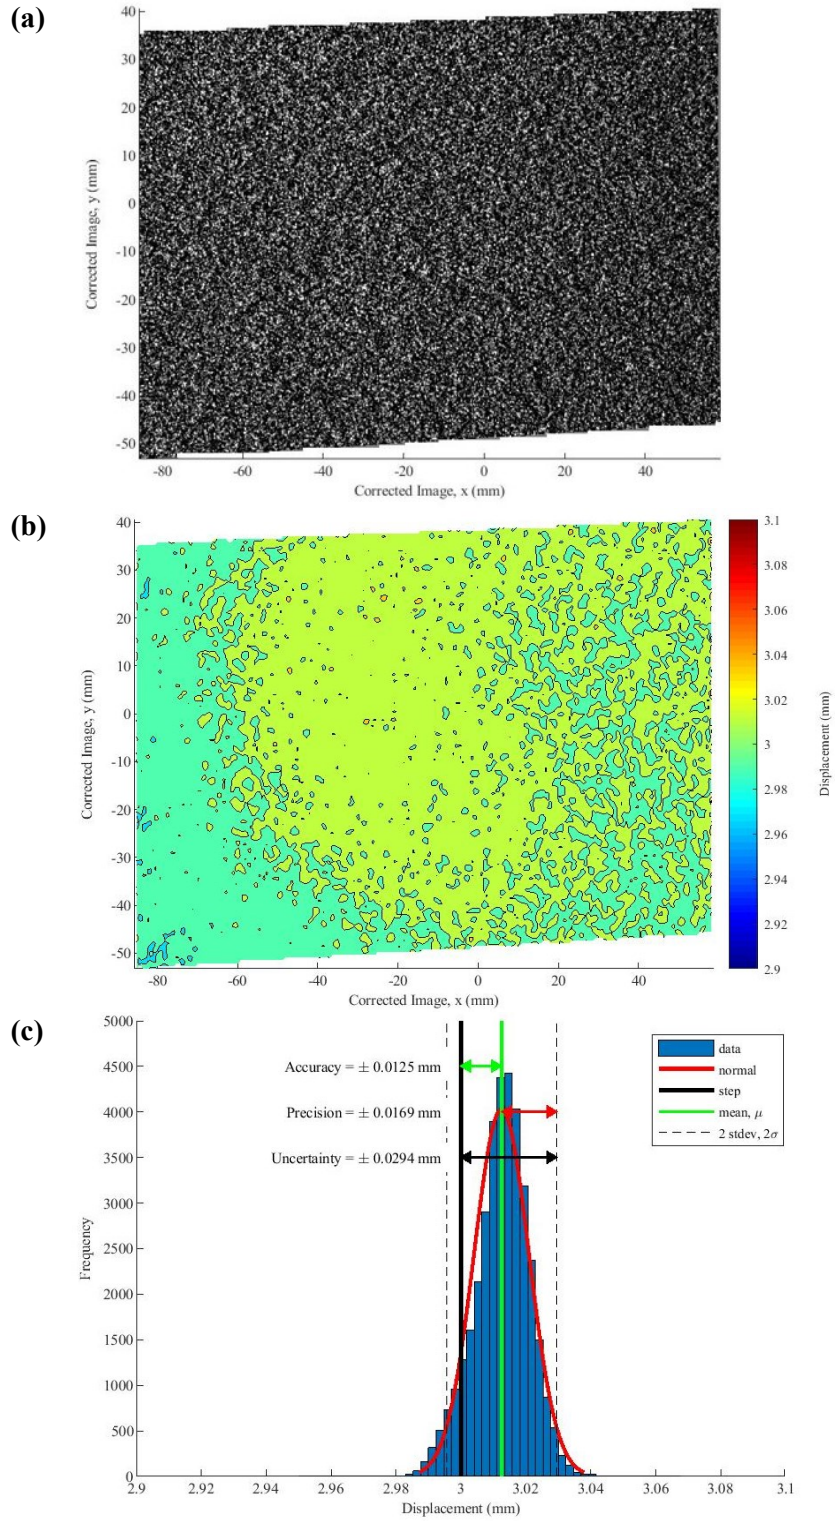 (a)
40
30
20
10
0
-10
-20
-30
-40
-50
Corrected Image, y (mm)
-80 -60 -40 -20 0 20 40
Corrected Image, x (mm)
(b)
40
30
20
10
0
-10
-20
-30
-40
-50
Corrected Image, y (mm)
-80 -60 -40 -20 0 20 40
Corrected Image, x (mm)
3.1
3.08
3.06
3.04
3.02
3
2.98
2.96
2.94
2.92
2.9
Displacement (mm)
(c)
5000
4500
4000
3500
3000
2500
2000
1500
1000
500
0
Frequency
Accuracy = ± 0.0125 mm
Precision = ± 0.0169 mm
Uncertainty = ± 0.0294 mm
data
normal
step
mean, μ
2 stdev, 2σ
2.9 2.92 2.94 2.96 2.98 3 3.02 3.04 3.06 3.08 3.1
Displacement (mm)